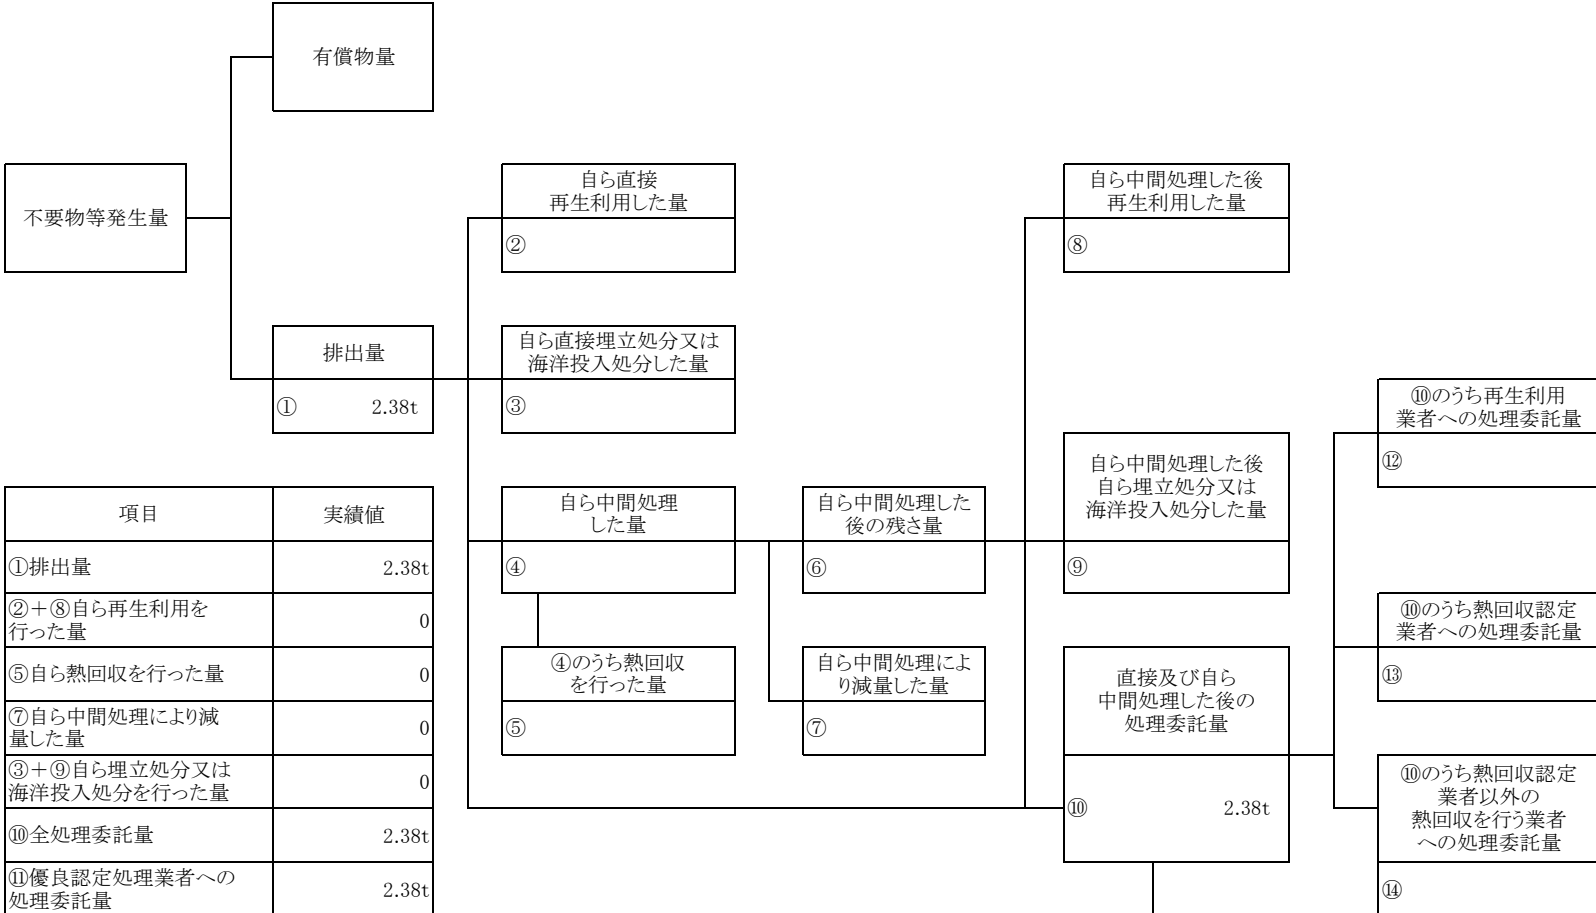 有償物量
不要物等発生量
自ら直接
再生利用した量
②
自ら中間処理した後
再生利用した量
⑧
排出量
① 2.38t
自ら直接埋立処分又は
海洋投入処分した量
③
⑩のうち再生利用
業者への処理委託量
⑫
自ら中間処理
した量
④
自ら中間処理した
後の残さ量
⑥
自ら中間処理した後
自ら埋立処分又は
海洋投入処分した量
⑨
⑩のうち熱回収認定
業者への処理委託量
⑬
④のうち熱回収
を行った量
⑤
自ら中間処理によ
り減量した量
⑦
直接及び自ら
中間処理した後の
処理委託量
⑩ 2.38t
⑩のうち熱回収認定
業者以外の
熱回収を行う業者
への処理委託量
⑭
項目 実績値
①排出量 2.38t
②＋⑧自ら再生利用を
行った量 0
⑤自ら熱回収を行った量 0
⑦自ら中間処理により減
量した量 0
③＋⑨自ら埋立処分又は
海洋投入処分を行った量 0
⑩全処理委託量 2.38t
⑪優良認定処理業者への
処理委託量 2.38t